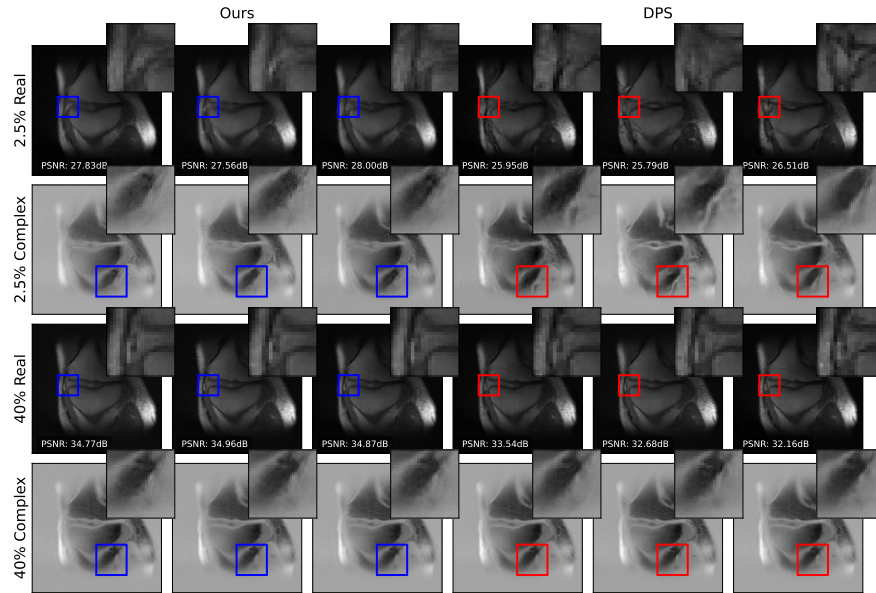 Ours
DPS
2.5% Real
PSNR: 27.83dB
PSNR: 27.56dB
PSNR: 28.00dB
PSNR: 25.95dB
PSNR: 25.79dB
PSNR: 26.51dB
2.5% Complex
40% Real
PSNR: 34.77dB
PSNR: 34.96dB
PSNR: 34.87dB
PSNR: 33.54dB
PSNR: 32.68dB
PSNR: 32.16dB
40% Complex